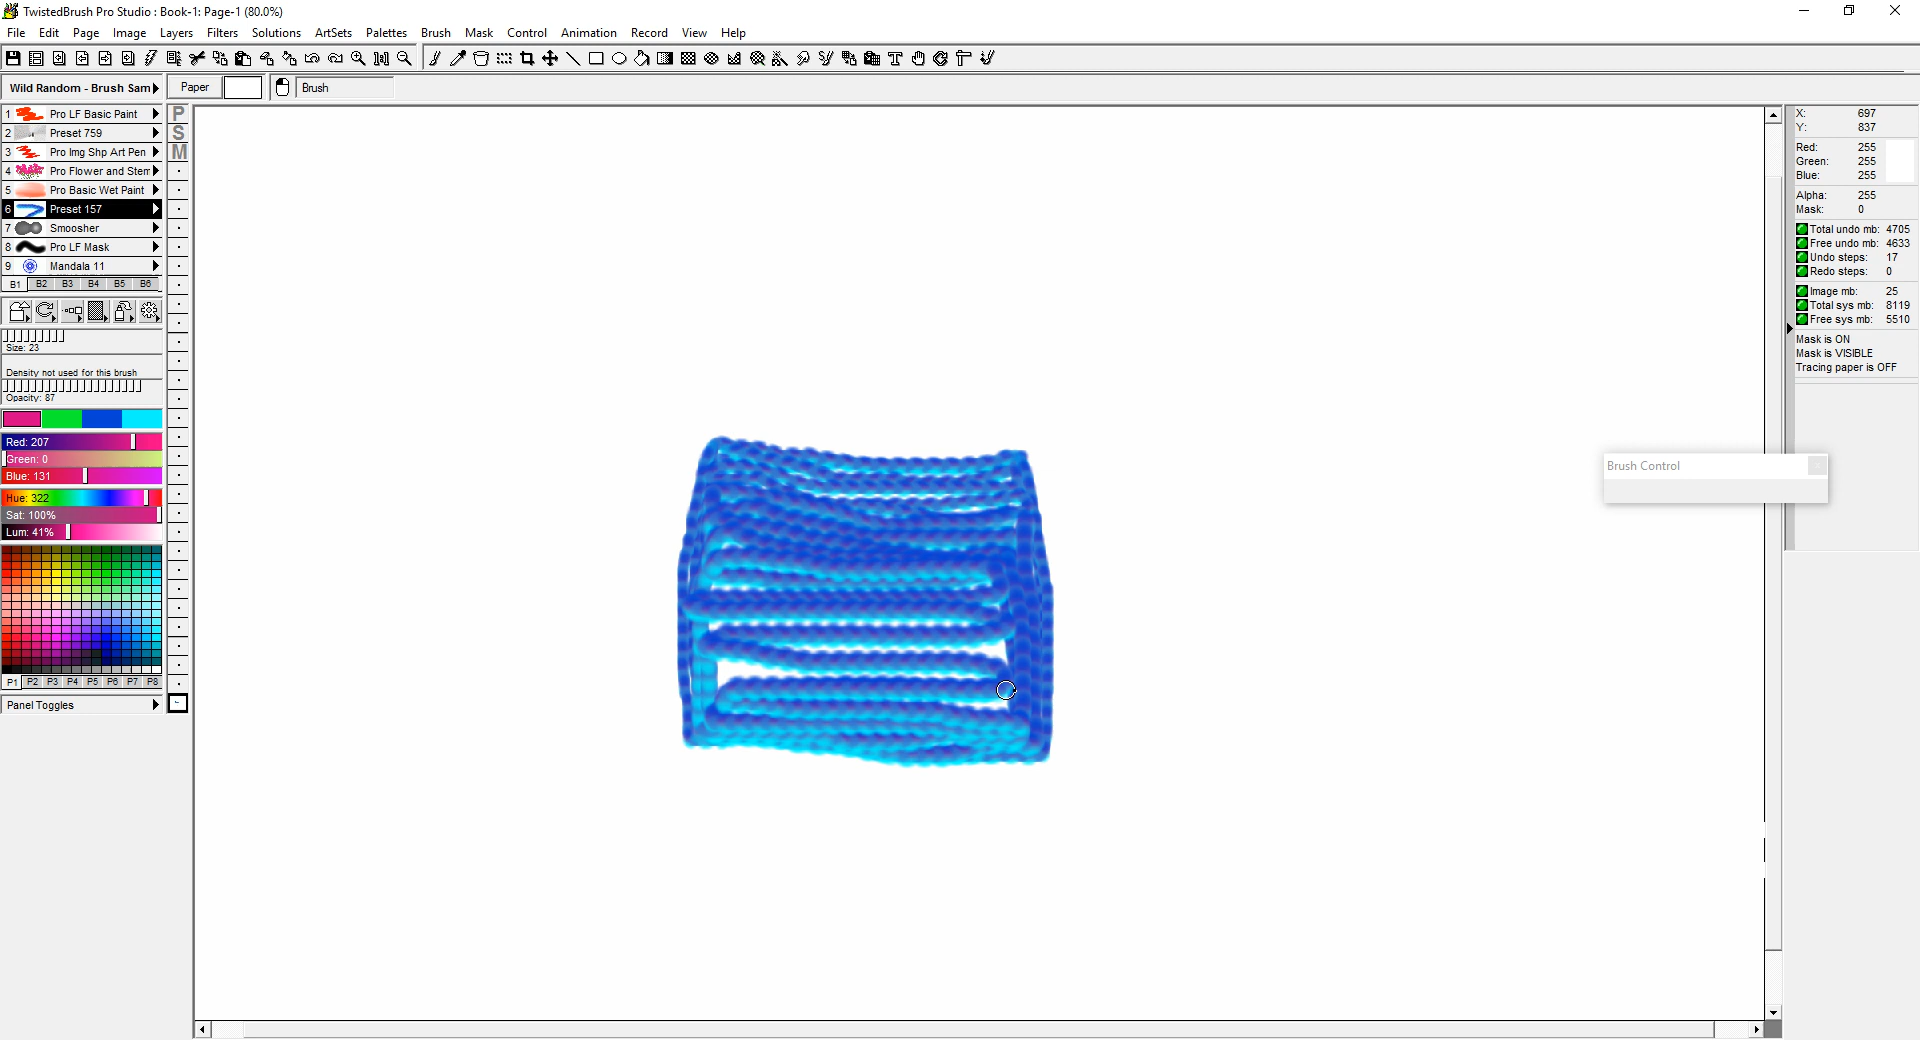 TwistedBrush Pro Studio : Book-1: Page-1 (80.0%)
File Edit Page Image Layers Filters Solutions ArtSets Palettes Brush Mask Control Animation Record View Help
Wild Random - Brush Sam
Paper
Brush
1 Pro LF Basic Paint
2 Preset 759
3 Pro Img Shp Art Pen
4 Pro Flower and Stem
5 Pro Basic Wet Paint
6 Preset 157
7 Smoosher
8 Pro LF Mask
9 Mandala 11
B1 B2 B3 B4 B5 B6
Size: 23
Density not used for this brush
Opacity: 87
Red: 207
Green: 0
Blue: 131
Hue: 322
Sat: 100%
Lum: 41%
P1 P2 P3 P4 P5 P6 P7 P8
Panel Toggles
P
S
M
X: 697
Y: 837
Red: 255
Green: 255
Blue: 255
Alpha: 255
Mask: 0
Total undo mb: 4705
Free undo mb: 4633
Undo steps: 17
Redo steps: 0
Image mb: 25
Total sys mb: 8119
Free sys mb: 5510
Mask is ON
Mask is VISIBLE
Tracing paper is OFF
Brush Control